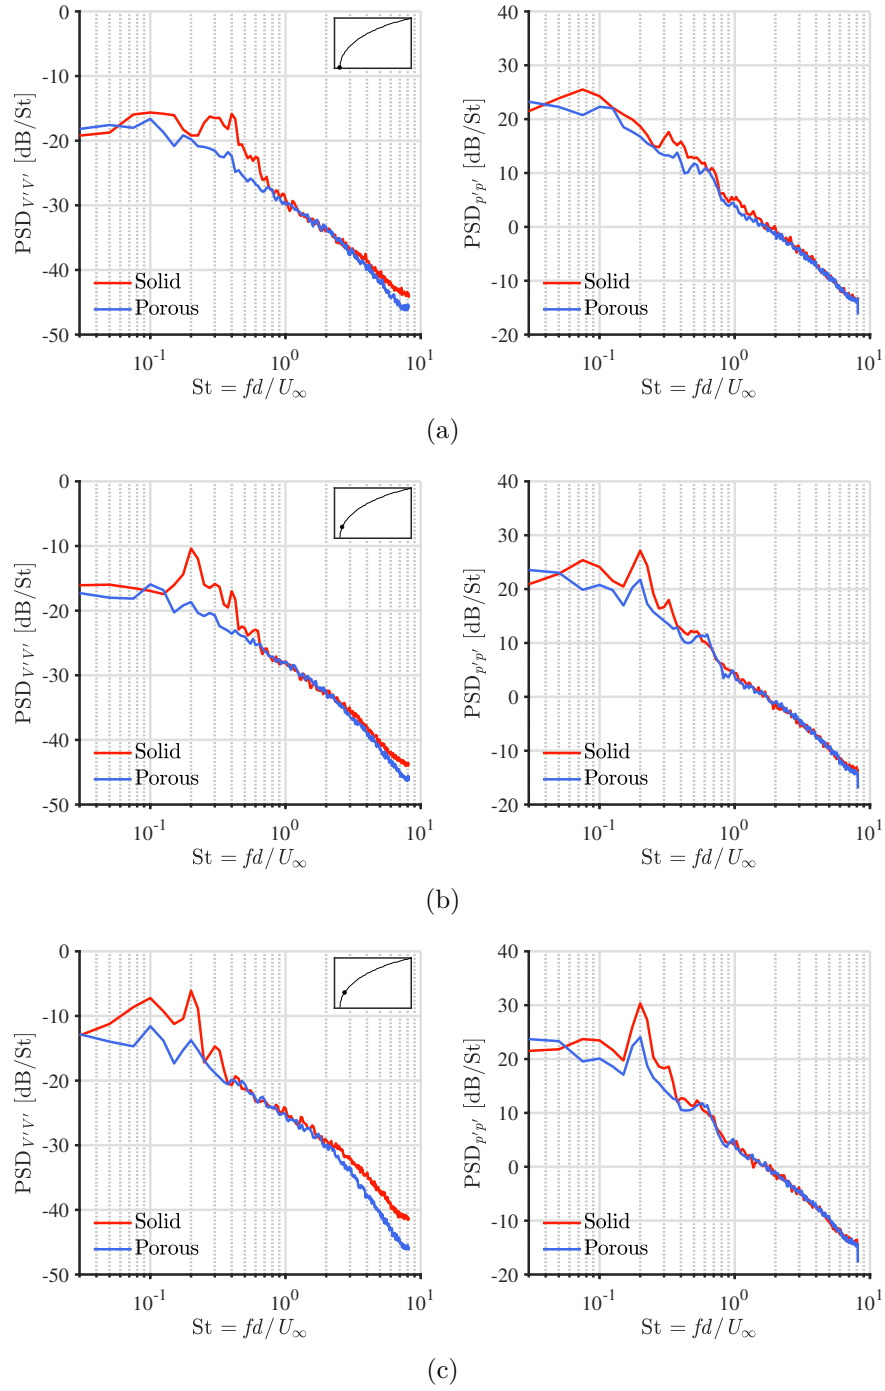 0
-10
-20
-30
-40
-50
PSD_{V'V'} [dB/St]
Solid
Porous
10^{-1} 10^{0} 10^{1}
St = fd/U_∞
40
30
20
10
0
-10
-20
PSD_{p'p'} [dB/St]
Solid
Porous
10^{-1} 10^{0} 10^{1}
St = fd/U_∞
(a)
0
-10
-20
-30
-40
-50
PSD_{V'V'} [dB/St]
Solid
Porous
10^{-1} 10^{0} 10^{1}
St = fd/U_∞
40
30
20
10
0
-10
-20
PSD_{p'p'} [dB/St]
Solid
Porous
10^{-1} 10^{0} 10^{1}
St = fd/U_∞
(b)
0
-10
-20
-30
-40
-50
PSD_{V'V'} [dB/St]
Solid
Porous
10^{-1} 10^{0} 10^{1}
St = fd/U_∞
40
30
20
10
0
-10
-20
PSD_{p'p'} [dB/St]
Solid
Porous
10^{-1} 10^{0} 10^{1}
St = fd/U_∞
(c)